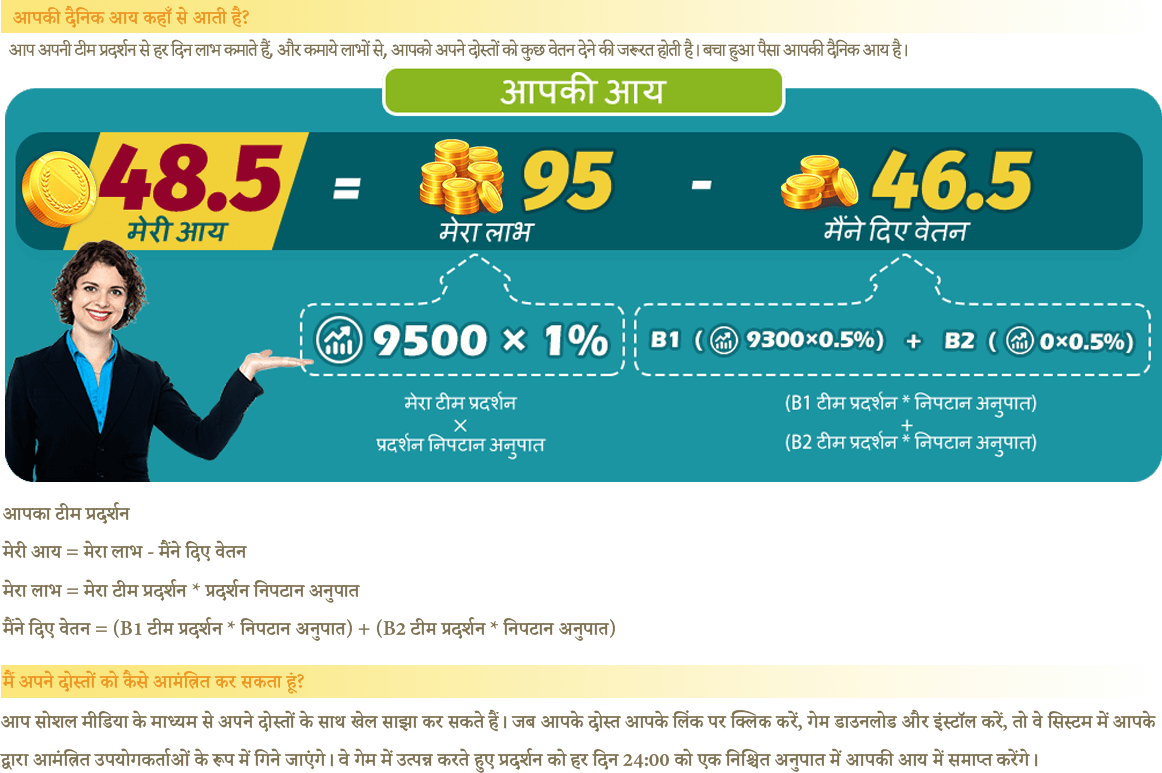 आपकी दैनिक आय कहाँ से आती है?
आप अपनी टीम प्रदर्शन से हर दिन लाभ कमाते हैं, और कमाये लाभों से, आपको अपने दोस्तों को कुछ वेतन देने की जरूरत होती है। बचा हुआ पैसा आपकी दैनिक आय है।
आपकी आय
48.5 = 95 - 46.5
मेरी आय मेरा लाभ मैंने दिए वेतन
9500 × 1% B1 ( 9300×0.5%) + B2 ( 0×0.5%)
मेरा टीम प्रदर्शन
×
प्रदर्शन निपटान अनुपात
(B1 टीम प्रदर्शन * निपटान अनुपात)
+
(B2 टीम प्रदर्शन * निपटान अनुपात)
आपका टीम प्रदर्शन
मेरी आय = मेरा लाभ - मैंने दिए वेतन
मेरा लाभ = मेरा टीम प्रदर्शन * प्रदर्शन निपटान अनुपात
मैंने दिए वेतन = (B1 टीम प्रदर्शन * निपटान अनुपात) + (B2 टीम प्रदर्शन * निपटान अनुपात)
मैं अपने दोस्तों को कैसे आमंत्रित कर सकता हूं?
आप सोशल मीडिया के माध्यम से अपने दोस्तों के साथ खेल साझा कर सकते हैं। जब आपके दोस्त आपके लिंक पर क्लिक करें, गेम डाउनलोड और इंस्टॉल करें, तो वे सिस्टम में आपके
द्वारा आमंत्रित उपयोगकर्ताओं के रूप में गिने जाएंगे। वे गेम में उत्पन्न करते हुए प्रदर्शन को हर दिन 24:00 को एक निश्चित अनुपात में आपकी आय में समाप्त करेंगे।